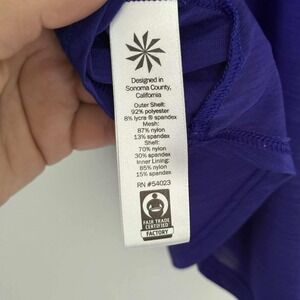 Designed in
Sonoma County,
California
Outer Shell:
92% polyester
8% lycra ® spandex
Mesh:
87% nylon
13% spandex
Shell:
70% nylon
30% spandex
Inner Lining:
85% nylon
15% spandex
RN #54023
FAIR TRADE
CERTIFIED
FACTORY